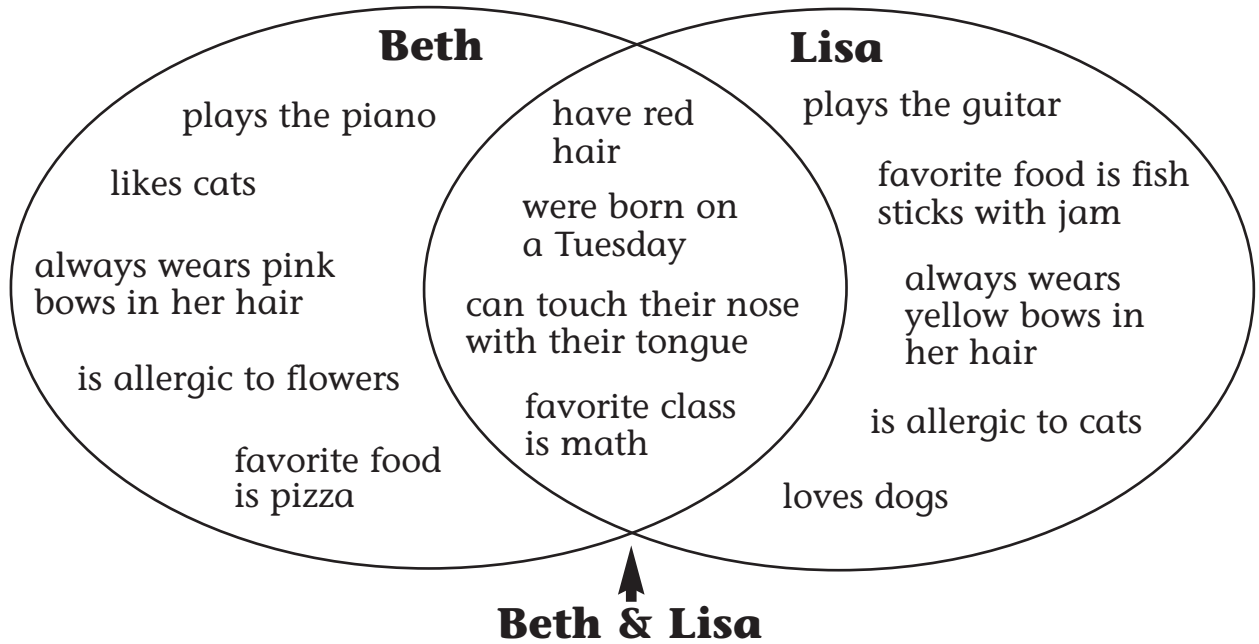 Beth
plays the piano
likes cats
always wears pink
bows in her hair
is allergic to flowers
favorite food
is pizza
have red
hair
were born on
a Tuesday
can touch their nose
with their tongue
favorite class
is math
Lisa
plays the guitar
favorite food is fish
sticks with jam
always wears
yellow bows in
her hair
is allergic to cats
loves dogs
Beth & Lisa